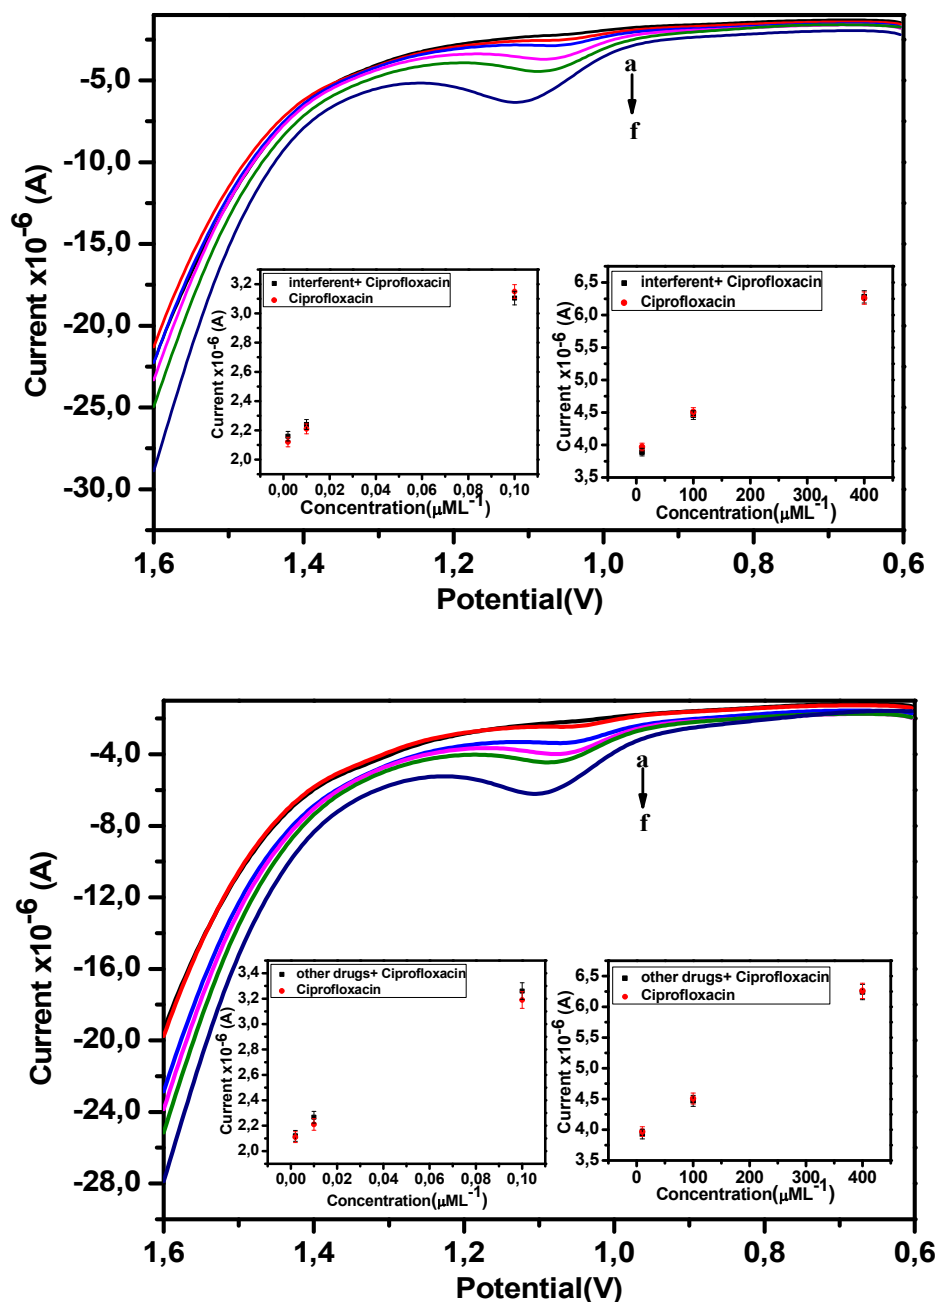 -5,0
-10,0
-15,0
-20,0
-25,0
-30,0
Current x10-6 (A)
a
f
3,2
3,1
3,0
2,2
2,1
2,0
Current x10-6 (A)
interferent+ Ciprofloxacin
Ciprofloxacin
0,00 0,02 0,04 0,06 0,08 0,10
Concentration(μML-1)
6,5
6,0
5,5
5,0
4,5
4,0
3,5
Current x10-6 (A)
interferent+ Ciprofloxacin
Ciprofloxacin
0 100 200 300 400
Concentration(μML-1)
1,6 1,4 1,2 1,0 0,8 0,6
Potential(V)
-4,0
-8,0
-12,0
-16,0
-20,0
-24,0
-28,0
Current x10-6 (A)
a
f
3,4
3,2
3,0
2,8
2,6
2,4
2,2
2,0
Current x10-6 (A)
other drugs+ Ciprofloxacin
Ciprofloxacin
0,00 0,02 0,04 0,06 0,08 0,10
Concentration(μML-1)
6,5
6,0
5,5
5,0
4,5
4,0
3,5
Current x10-6 (A)
other drugs+ Ciprofloxacin
Ciprofloxacin
0 100 200 300 400
Concentration(μML-1)
1,6 1,4 1,2 1,0 0,8 0,6
Potential(V)